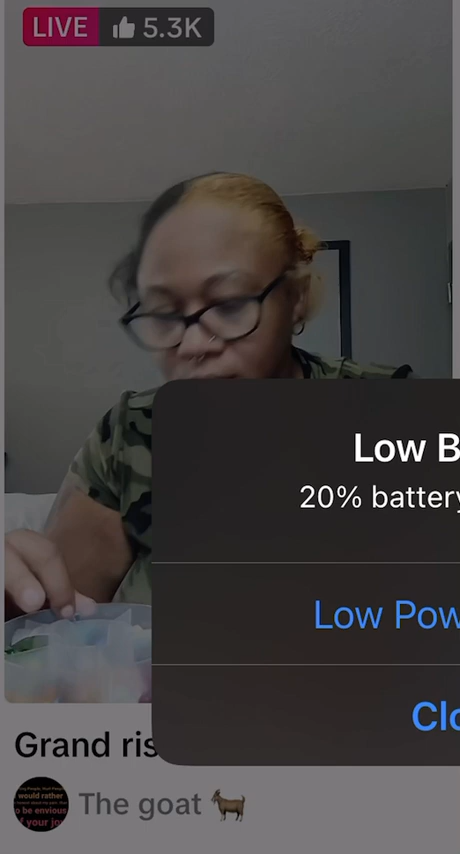 LIVE 5.3K
Low B
20% battery
Low Pow
Clo
Grand ris
The goat 🐐
would rather
o be envious
f your jo